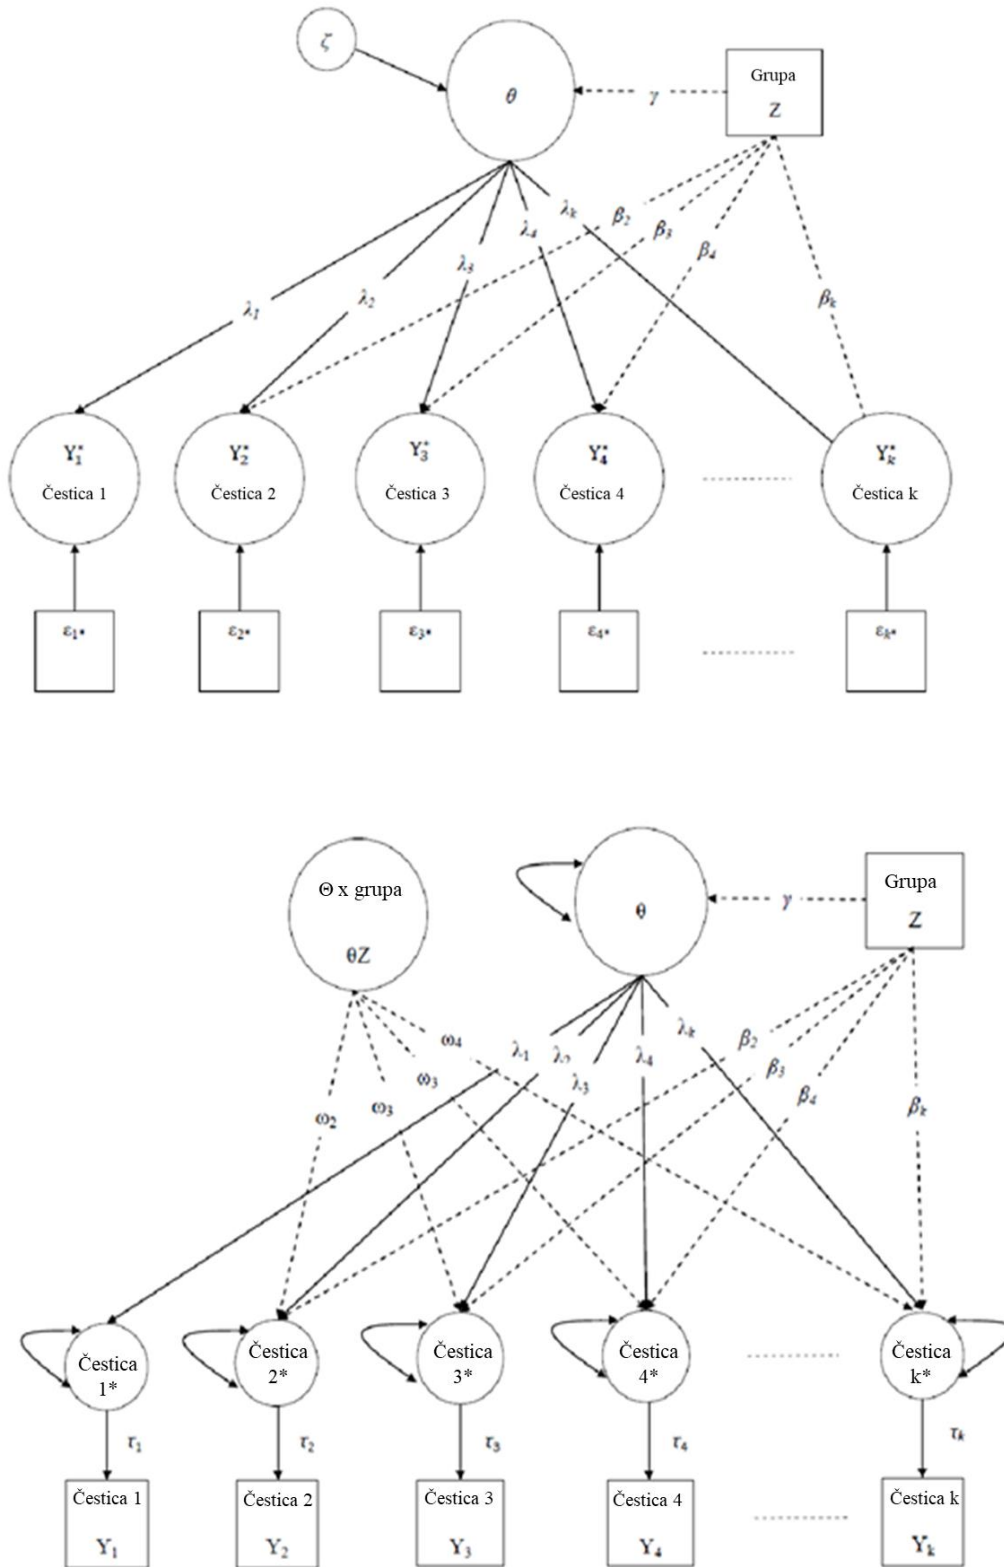 ζ
θ
γ
Grupa
Z
λ₁
λ₂
λ₃
λ₄
λₖ
β₂
β₃
β₄
βₖ
Y₁*
Čestica 1
Y₂*
Čestica 2
Y₃*
Čestica 3
Y₄*
Čestica 4
Yₖ*
Čestica k
ε₁*
ε₂*
ε₃*
ε₄*
εₖ*
Θ x grupa
θZ
θ
γ
Grupa
Z
ω₂
ω₃
ω₃
ω₄
λ₁
λ₂
λ₃
λ₄
λₖ
β₂
β₃
β₄
βₖ
Čestica
1*
Čestica
2*
Čestica
3*
Čestica
4*
Čestica
k*
τ₁
τ₂
τ₃
τ₄
τₖ
Čestica 1
Y₁
Čestica 2
Y₂
Čestica 3
Y₃
Čestica 4
Y₄
Čestica k
Yₖ